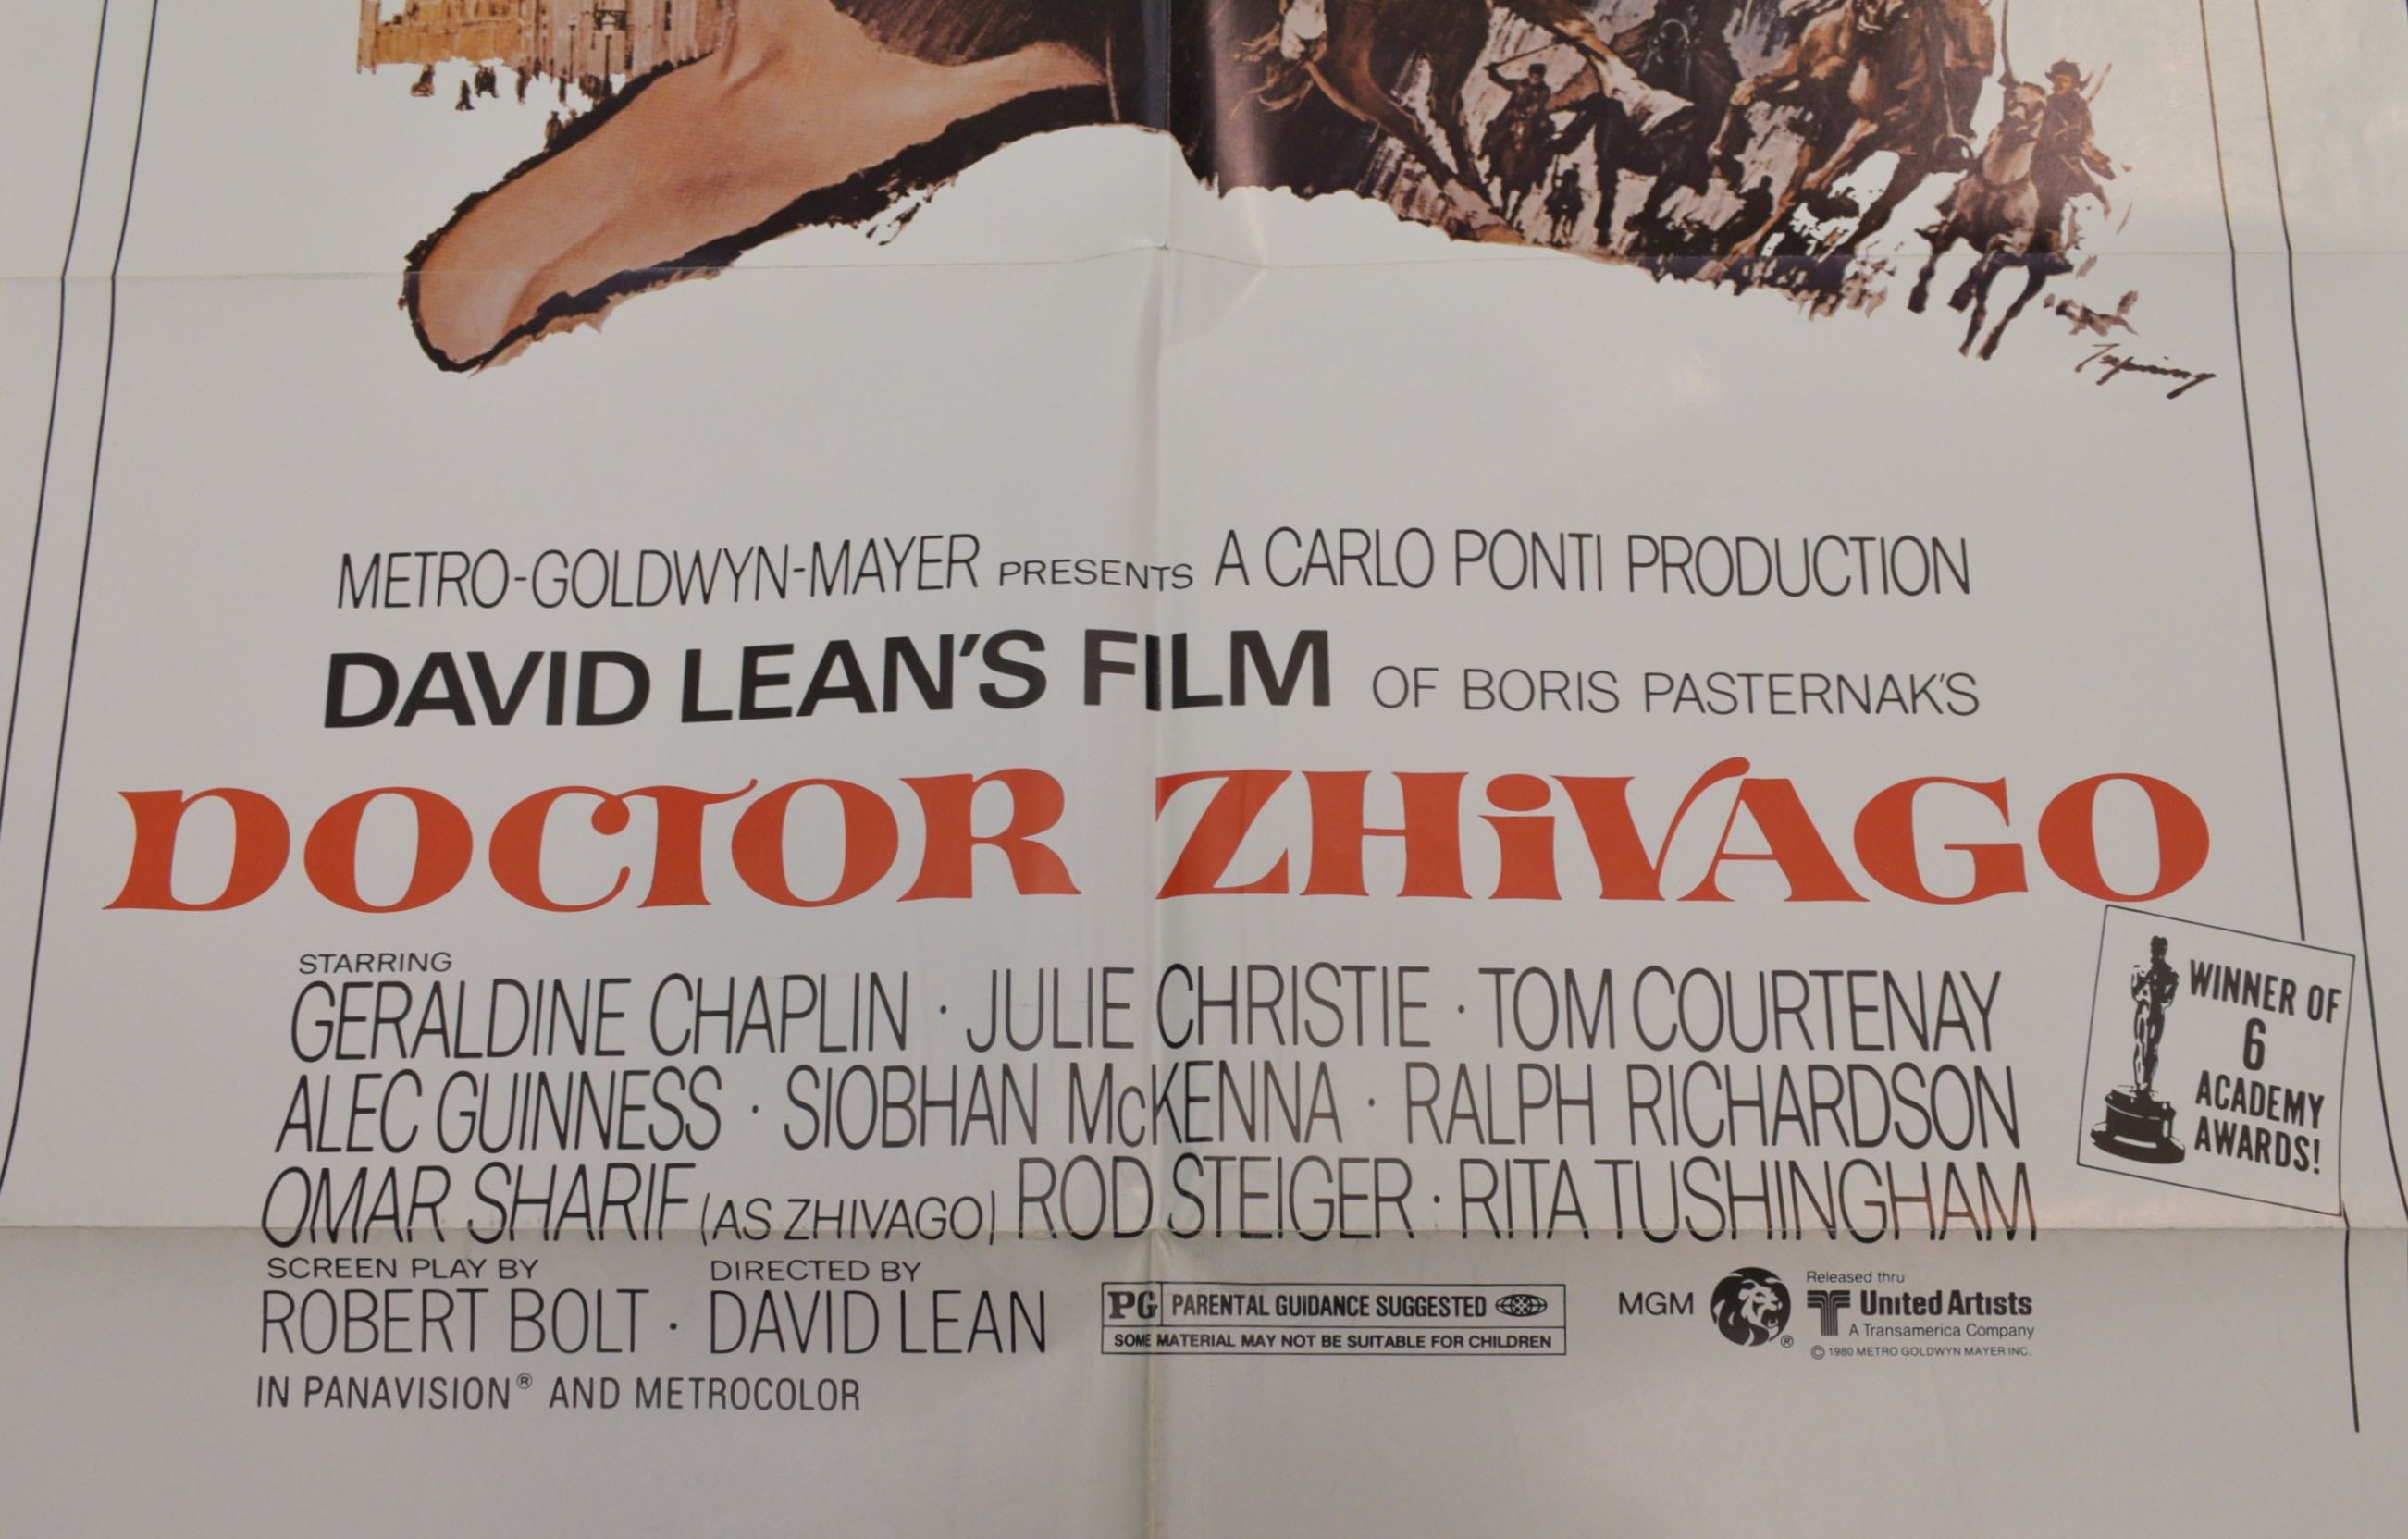 METRO-GOLDWYN-MAYER PRESENTS A CARLO PONTI PRODUCTION
DAVID LEAN'S FILM OF BORIS PASTERNAK'S
DOCTOR ZHiVAGO
STARRING
GERALDINE CHAPLIN · JULIE CHRISTIE · TOM COURTENAY
ALEC GUINNESS · SIOBHAN McKENNA · RALPH RICHARDSON
OMAR SHARIF (AS ZHIVAGO) ROD STEIGER · RITA TUSHINGHAM
WINNER OF
6
ACADEMY
AWARDS!
SCREEN PLAY BY DIRECTED BY
ROBERT BOLT · DAVID LEAN
IN PANAVISION® AND METROCOLOR
PG PARENTAL GUIDANCE SUGGESTED
SOME MATERIAL MAY NOT BE SUITABLE FOR CHILDREN
MGM ®
Released thru
United Artists
A Transamerica Company
© 1980 METRO GOLDWYN MAYER INC.